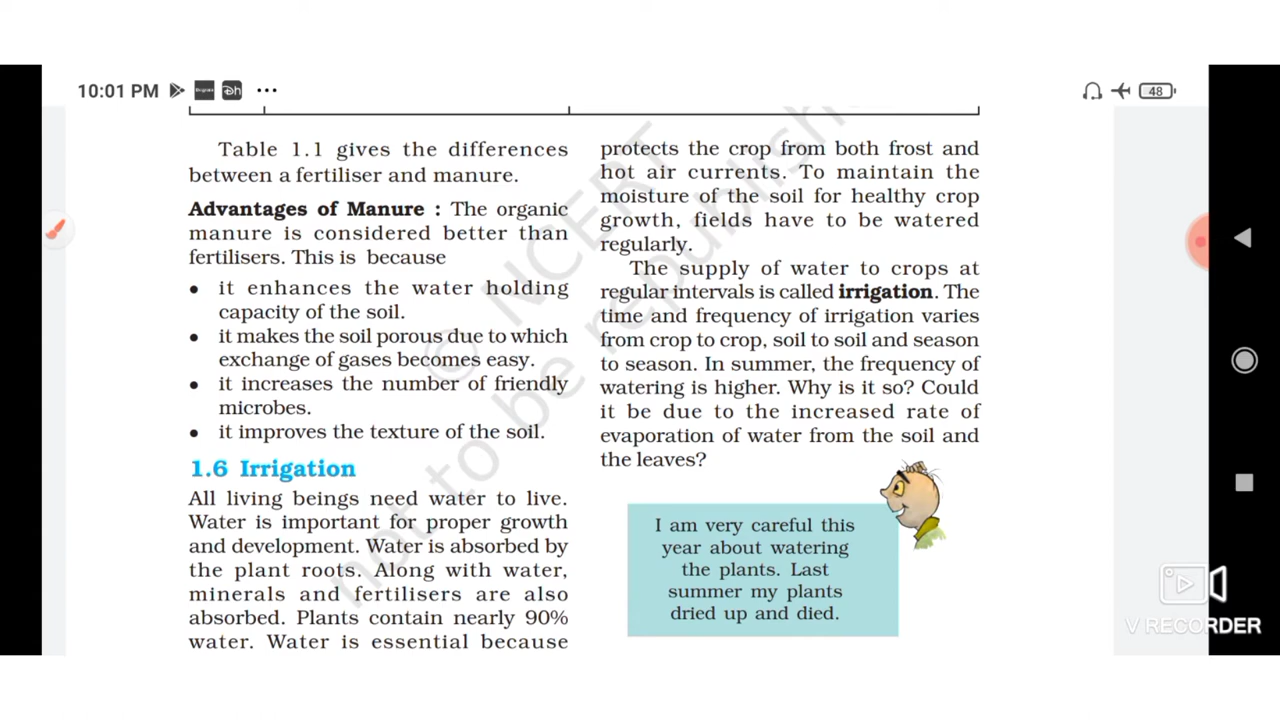 10:01 PM
48
Table 1.1 gives the differences
between a fertiliser and manure.
Advantages of Manure : The organic
manure is considered better than
fertilisers. This is because
• it enhances the water holding
capacity of the soil.
• it makes the soil porous due to which
exchange of gases becomes easy.
• it increases the number of friendly
microbes.
• it improves the texture of the soil.
1.6 Irrigation
All living beings need water to live.
Water is important for proper growth
and development. Water is absorbed by
the plant roots. Along with water,
minerals and fertilisers are also
absorbed. Plants contain nearly 90%
water. Water is essential because
protects the crop from both frost and
hot air currents. To maintain the
moisture of the soil for healthy crop
growth, fields have to be watered
regularly.
The supply of water to crops at
regular intervals is called irrigation. The
time and frequency of irrigation varies
from crop to crop, soil to soil and season
to season. In summer, the frequency of
watering is higher. Why is it so? Could
it be due to the increased rate of
evaporation of water from the soil and
the leaves?
I am very careful this
year about watering
the plants. Last
summer my plants
dried up and died.
© NCERT
not to be republish
V RECORDER